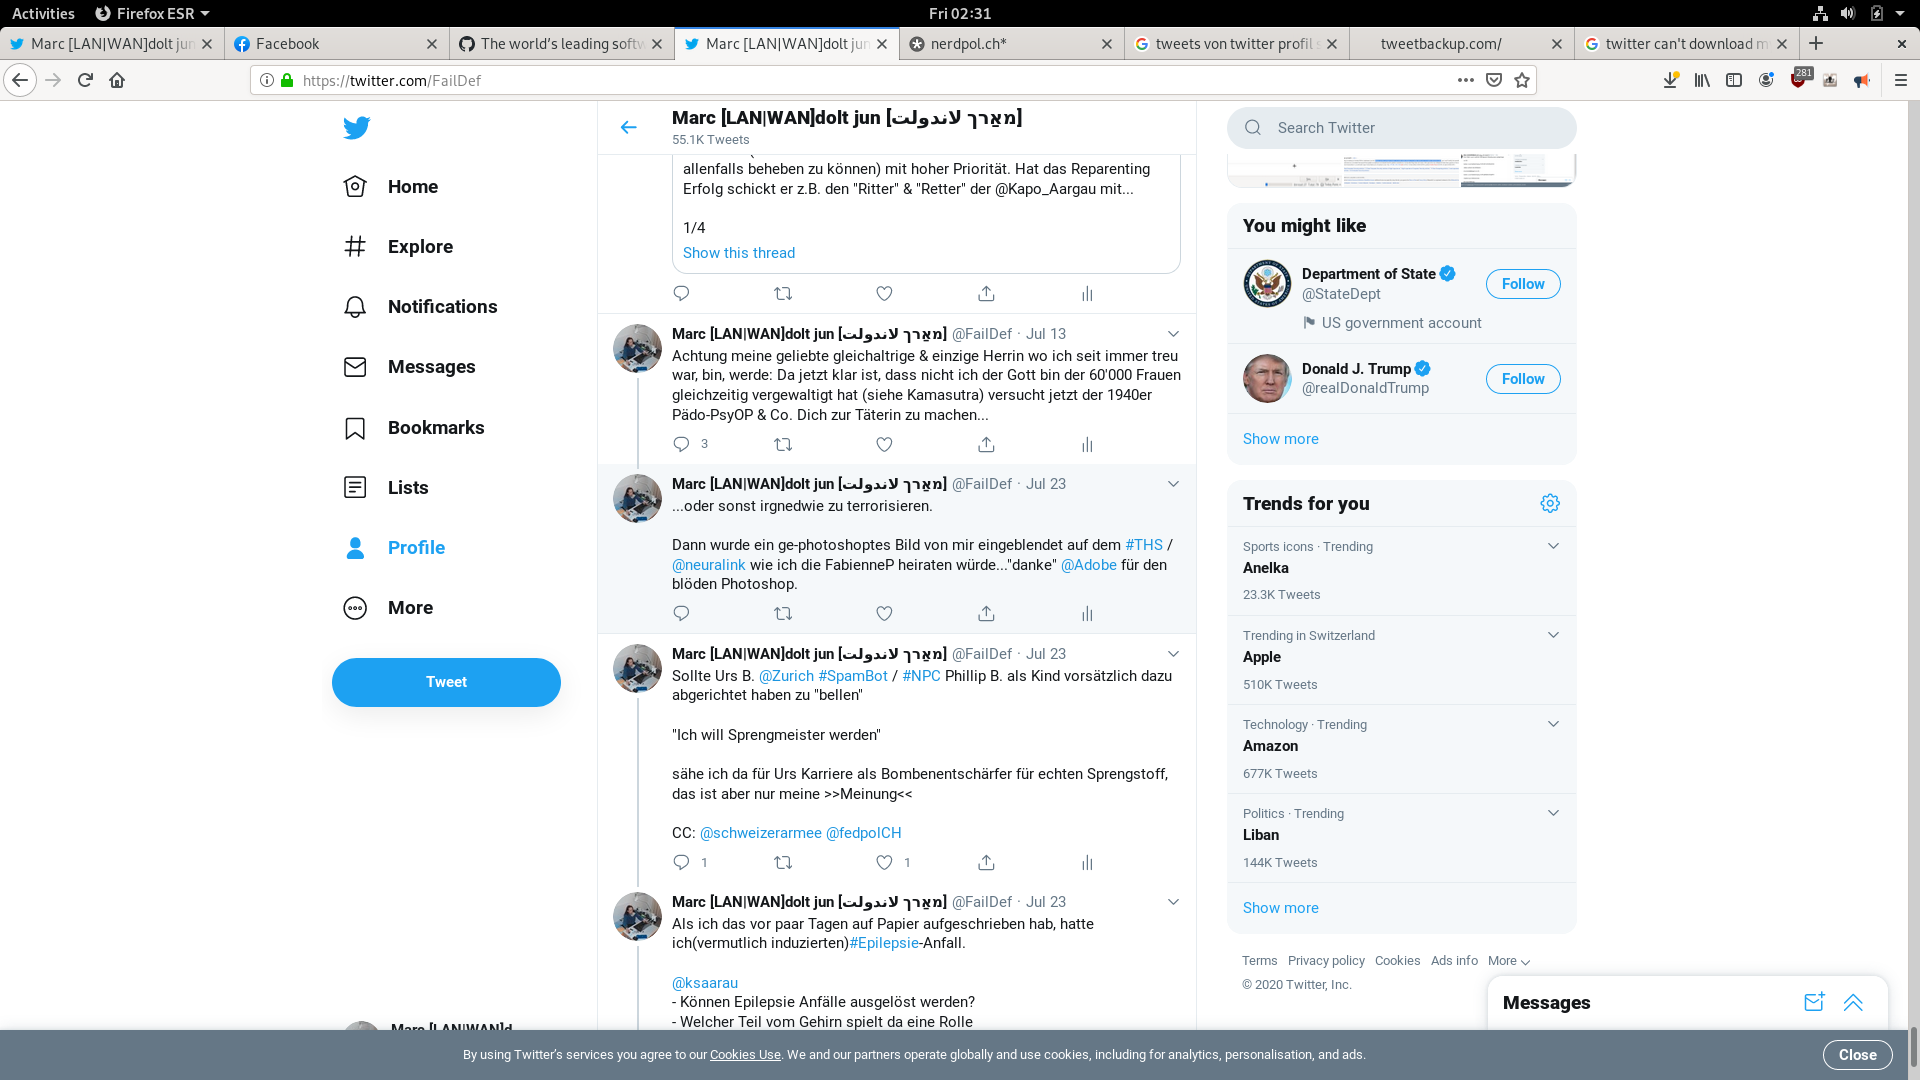 Activities Firefox ESR Fri 02:31
Marc [LAN|WAN]dolt jun Facebook The world's leading softw Marc [LAN|WAN]dolt jun nerdpol.ch* tweets von twitter profil s tweetbackup.com/ twitter can't download m
https://twitter.com/FailDef 281
Home
Explore
Notifications
Messages
Bookmarks
Lists
Profile
More
Tweet
Marc [LAN|WAN]d
Marc [LAN|WAN]dolt jun [מאַרך לאנדולת]
55.1K Tweets
allenfalls beheben zu können) mit hoher Priorität. Hat das Reparenting
Erfolg schickt er z.B. den "Ritter" & "Retter" der @Kapo_Aargau mit...
1/4
Show this thread
Marc [LAN|WAN]dolt jun [מאַרך לאנדולת] @FailDef · Jul 13
Achtung meine geliebte gleichaltrige & einzige Herrin wo ich seit immer treu
war, bin, werde: Da jetzt klar ist, dass nicht ich der Gott bin der 60'000 Frauen
gleichzeitig vergewaltigt hat (siehe Kamasutra) versucht jetzt der 1940er
Pädo-PsyOP & Co. Dich zur Täterin zu machen...
3
Marc [LAN|WAN]dolt jun [מאַרך לאנדולת] @FailDef · Jul 23
...oder sonst irgnedwie zu terrorisieren.
Dann wurde ein ge-photoshoptes Bild von mir eingeblendet auf dem #THS /
@neuralink wie ich die FabienneP heiraten würde..."danke" @Adobe für den
blöden Photoshop.
Marc [LAN|WAN]dolt jun [מאַרך לאנדולת] @FailDef · Jul 23
Sollte Urs B. @Zurich #SpamBot / #NPC Phillip B. als Kind vorsätzlich dazu
abgerichtet haben zu "bellen"
"Ich will Sprengmeister werden"
sähe ich da für Urs Karriere als Bombenentschärfer für echten Sprengstoff,
das ist aber nur meine >>Meinung<<
CC: @schweizerarmee @fedpolCH
1 1
Marc [LAN|WAN]dolt jun [מאַרך לאנדולת] @FailDef · Jul 23
Als ich das vor paar Tagen auf Papier aufgeschrieben hab, hatte
ich(vermutlich induzierten)#Epilepsie-Anfall.
@ksaarau
- Können Epilepsie Anfälle ausgelöst werden?
- Welcher Teil vom Gehirn spielt da eine Rolle
Search Twitter
You might like
Department of State
@StateDept
US government account
Follow
Donald J. Trump
@realDonaldTrump
Follow
Show more
Trends for you
Sports icons · Trending
Anelka
23.3K Tweets
Trending in Switzerland
Apple
510K Tweets
Technology · Trending
Amazon
677K Tweets
Politics · Trending
Liban
144K Tweets
Show more
Terms Privacy policy Cookies Ads info More
© 2020 Twitter, Inc.
Messages
By using Twitter's services you agree to our Cookies Use. We and our partners operate globally and use cookies, including for analytics, personalisation, and ads.
Close